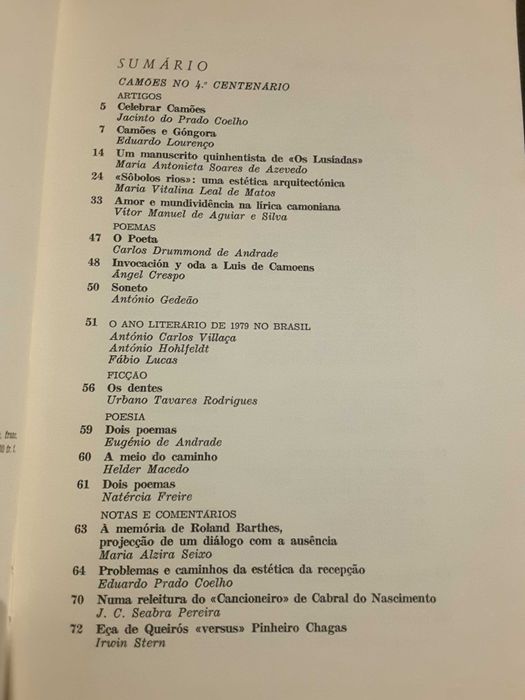 SUMÁRIO
CAMÕES NO 4.º CENTENÁRIO
ARTIGOS
5 Celebrar Camões
Jacinto do Prado Coelho
7 Camões e Góngora
Eduardo Lourenço
14 Um manuscrito quinhentista de «Os Lusíadas»
Maria Antonieta Soares de Azevedo
24 «Sôbolos rios»: uma estética arquitectónica
Maria Vitalina Leal de Matos
33 Amor e mundividência na lírica camoniana
Vítor Manuel de Aguiar e Silva
POEMAS
47 O Poeta
Carlos Drummond de Andrade
48 Invocación y oda a Luis de Camoens
Ángel Crespo
50 Soneto
António Gedeão
51 O ANO LITERÁRIO DE 1979 NO BRASIL
António Carlos Villaça
António Hohlfeldt
Fábio Lucas
FICÇÃO
56 Os dentes
Urbano Tavares Rodrigues
POESIA
59 Dois poemas
Eugénio de Andrade
60 A meio do caminho
Helder Macedo
61 Dois poemas
Natércia Freire
NOTAS E COMENTÁRIOS
63 À memória de Roland Barthes,
projecção de um diálogo com a ausência
Maria Alzira Seixo
64 Problemas e caminhos da estética da recepção
Eduardo Prado Coelho
70 Numa releitura do «Cancioneiro» de Cabral do Nascimento
J. C. Seabra Pereira
72 Eça de Queirós «versus» Pinheiro Chagas
Irwin Stern